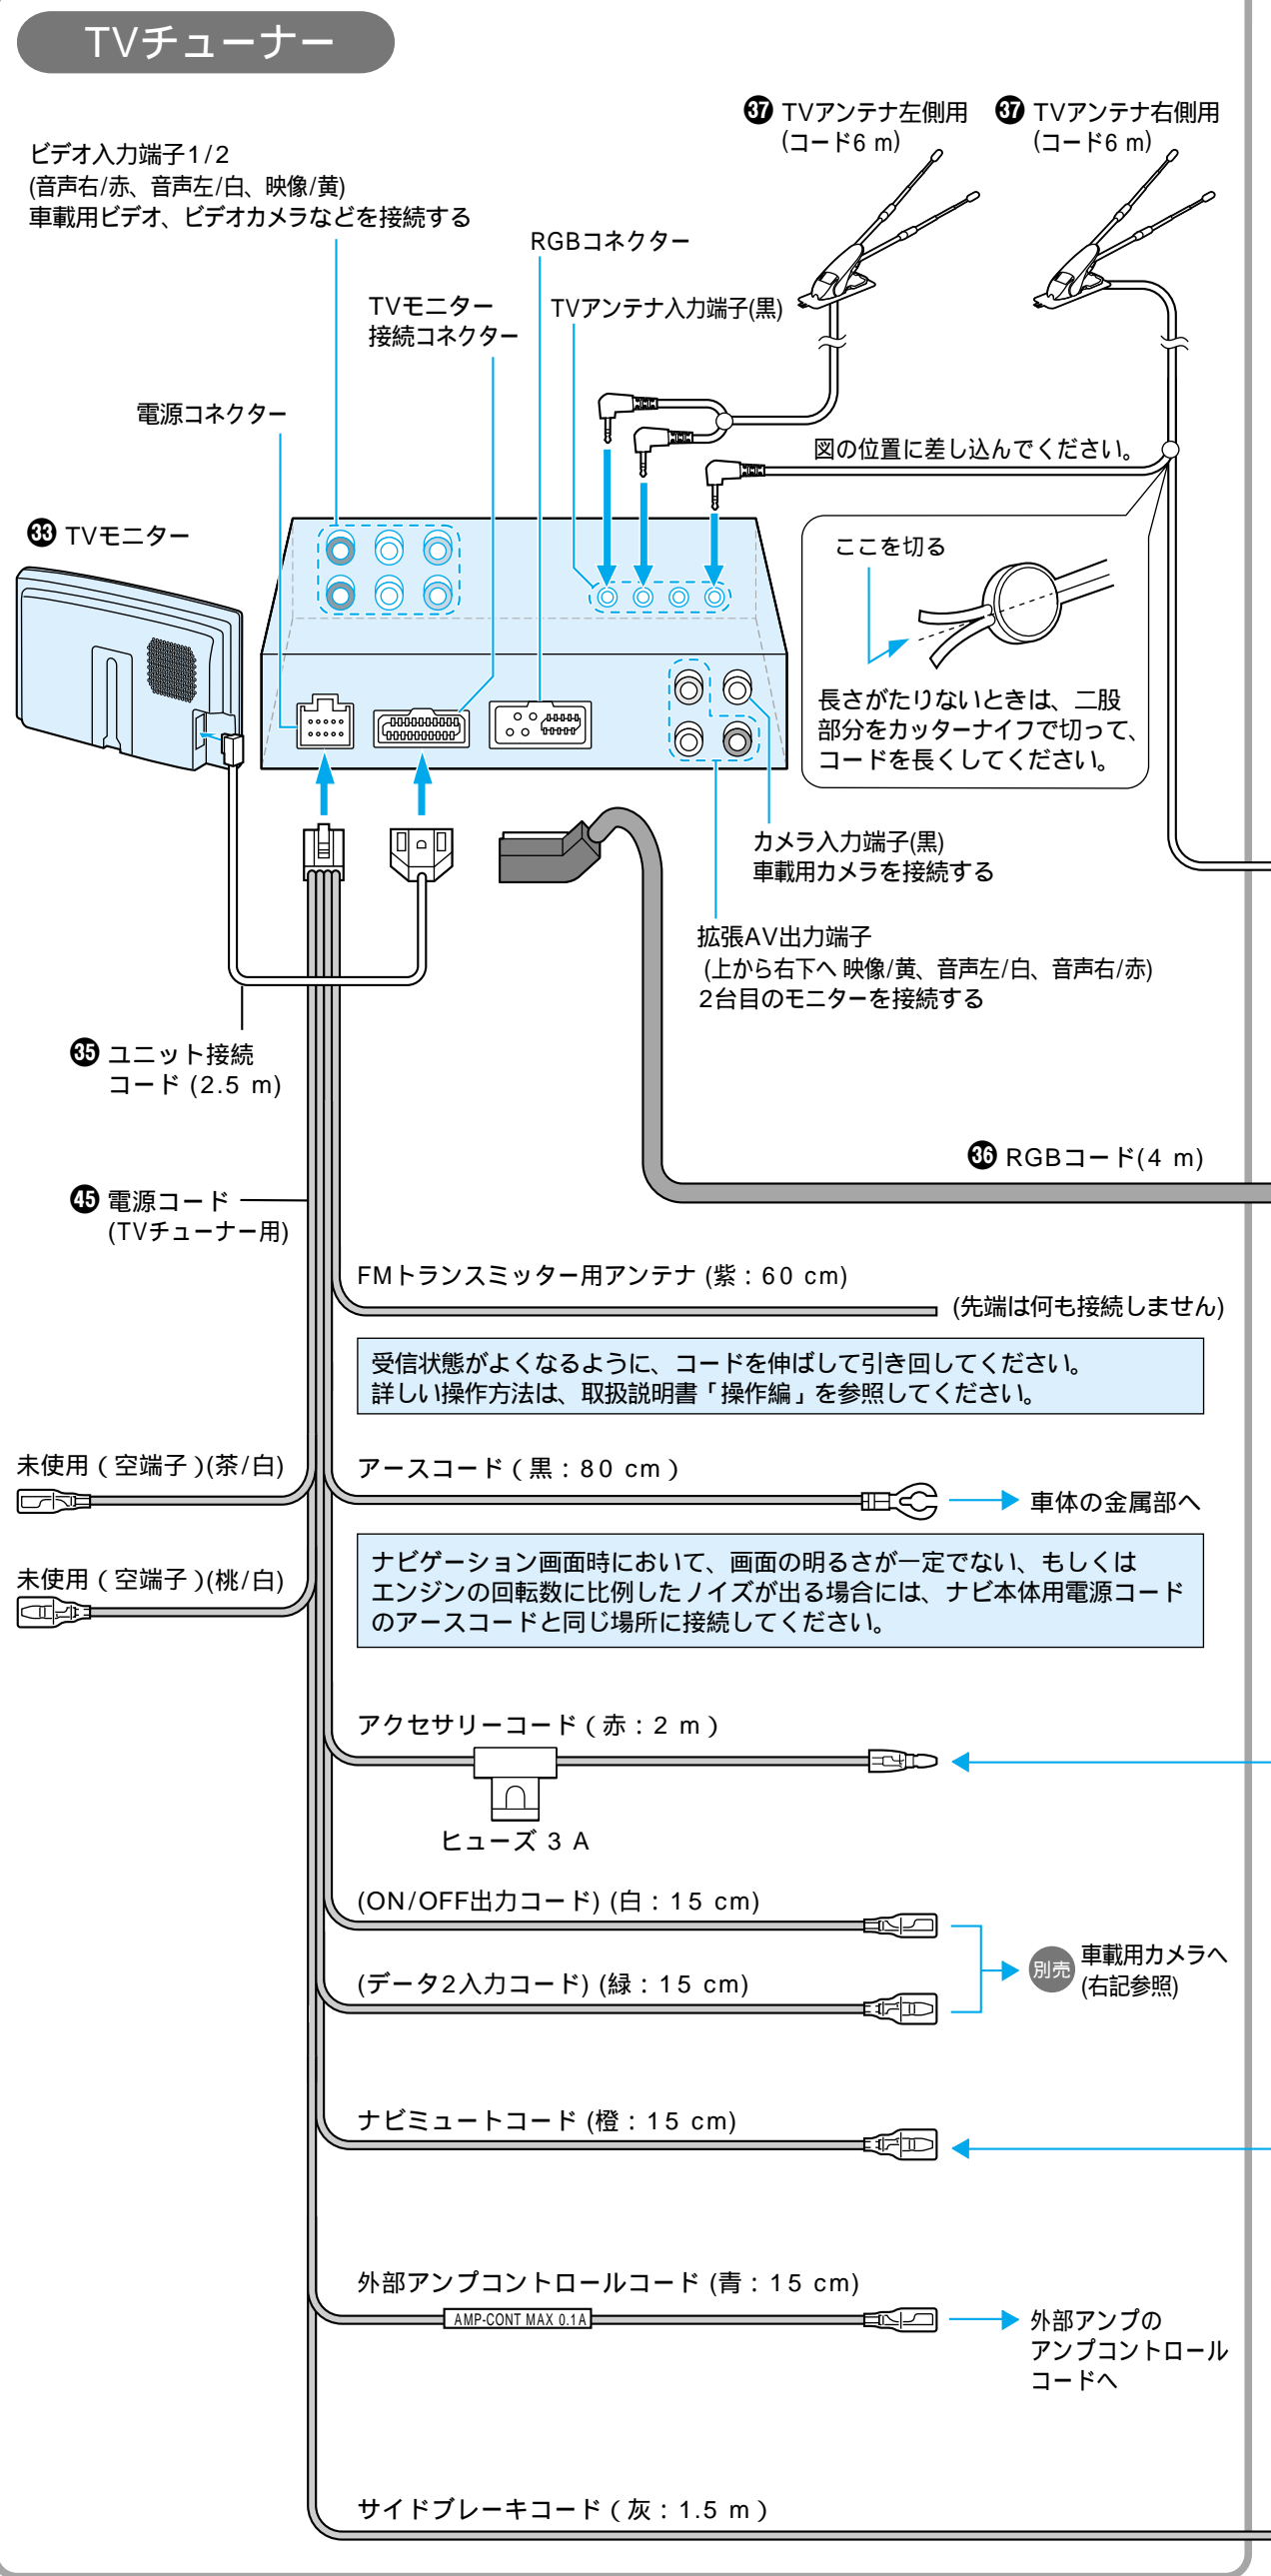 TVチューナー
㊲ TVアンテナ左側用
(コード6 m)
㊲ TVアンテナ右側用
(コード6 m)
ビデオ入力端子1/2
(音声右/赤、音声左/白、映像/黄)
車載用ビデオ、ビデオカメラなどを接続する
RGBコネクター
TVモニター
接続コネクター
TVアンテナ入力端子(黒)
電源コネクター
図の位置に差し込んでください。
㉝ TVモニター
ここを切る
長さがたりないときは、二股
部分をカッターナイフで切って、
コードを長くしてください。
カメラ入力端子(黒)
車載用カメラを接続する
拡張AV出力端子
(上から右下へ 映像/黄、音声左/白、音声右/赤)
2台目のモニターを接続する
㉟ ユニット接続
コード (2.5 m)
㊱ RGBコード(4 m)
㊺ 電源コード
(TVチューナー用)
FMトランスミッター用アンテナ (紫：60 cm)
(先端は何も接続しません)
受信状態がよくなるように、コードを伸ばして引き回してください。
詳しい操作方法は、取扱説明書「操作編」を参照してください。
未使用（空端子）(茶/白)
アースコード（黒：80 cm）
車体の金属部へ
ナビゲーション画面時において、画面の明るさが一定でない、もしくは
エンジンの回転数に比例したノイズが出る場合には、ナビ本体用電源コード
のアースコードと同じ場所に接続してください。
未使用（空端子）(桃/白)
アクセサリーコード（赤：2 m）
ヒューズ 3 A
(ON/OFF出力コード) (白：15 cm)
(データ2入力コード) (緑：15 cm)
別売 車載用カメラへ
(右記参照)
ナビミュートコード (橙：15 cm)
外部アンプコントロールコード (青：15 cm)
AMP-CONT MAX 0.1A
外部アンプの
アンプコントロール
コードへ
サイドブレーキコード（灰：1.5 m）